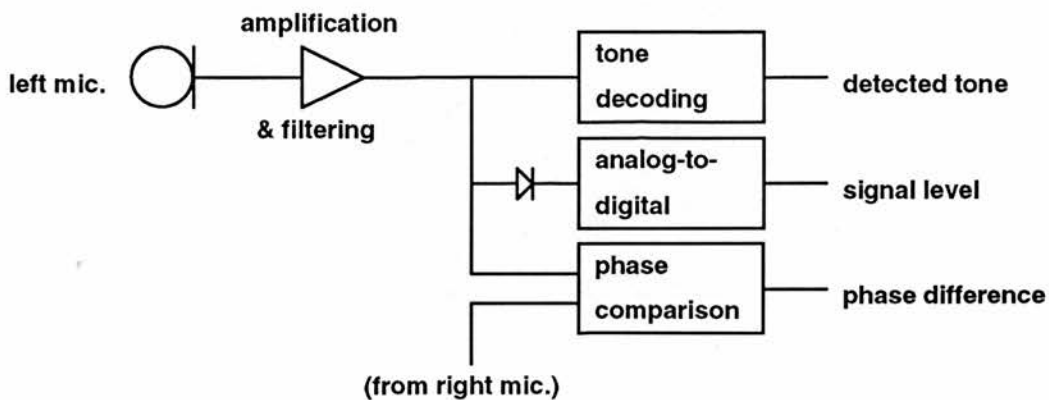 amplification
left mic.
& filtering
tone
decoding
detected tone
analog-to-
digital
signal level
phase
comparison
phase difference
(from right mic.)